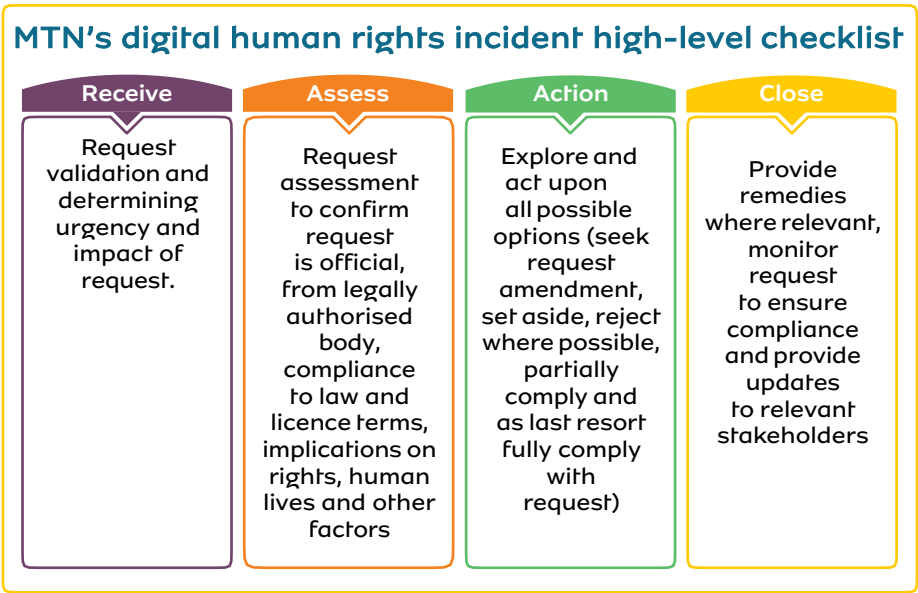 MTN's digital human rights incident high-level checklist
Receive
Request
validation and
determining
urgency and
impact of
request.
Assess
Request
assessment
to confirm
request
is official,
from legally
authorised
body,
compliance
to law and
licence terms,
implications on
rights, human
lives and other
factors
Action
Explore and
act upon
all possible
options (seek
request
amendment,
set aside, reject
where possible,
partially
comply and
as last resort
fully comply
with
request)
Close
Provide
remedies
where relevant,
monitor
request
to ensure
compliance
and provide
updates
to relevant
stakeholders